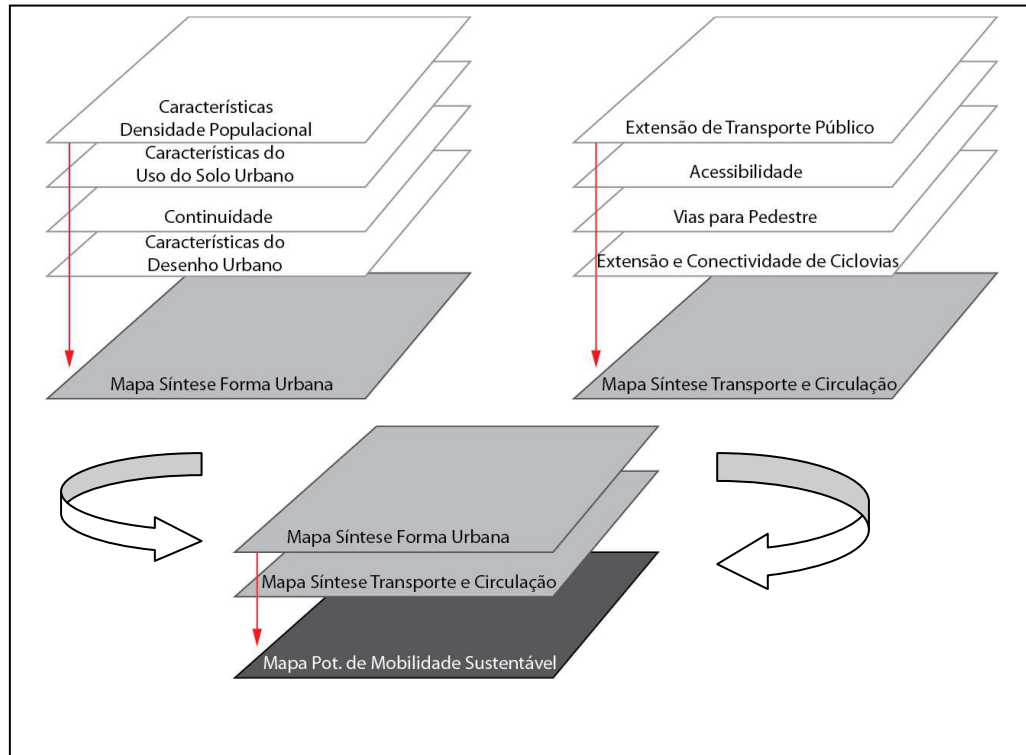 Características
Densidade Populacional
Características do
Uso do Solo Urbano
Continuidade
Características do
Desenho Urbano
Mapa Síntese Forma Urbana
Extensão de Transporte Público
Acessibilidade
Vias para Pedestre
Extensão e Conectividade de Ciclovias
Mapa Síntese Transporte e Circulação
Mapa Síntese Forma Urbana
Mapa Síntese Transporte e Circulação
Mapa Pot. de Mobilidade Sustentável